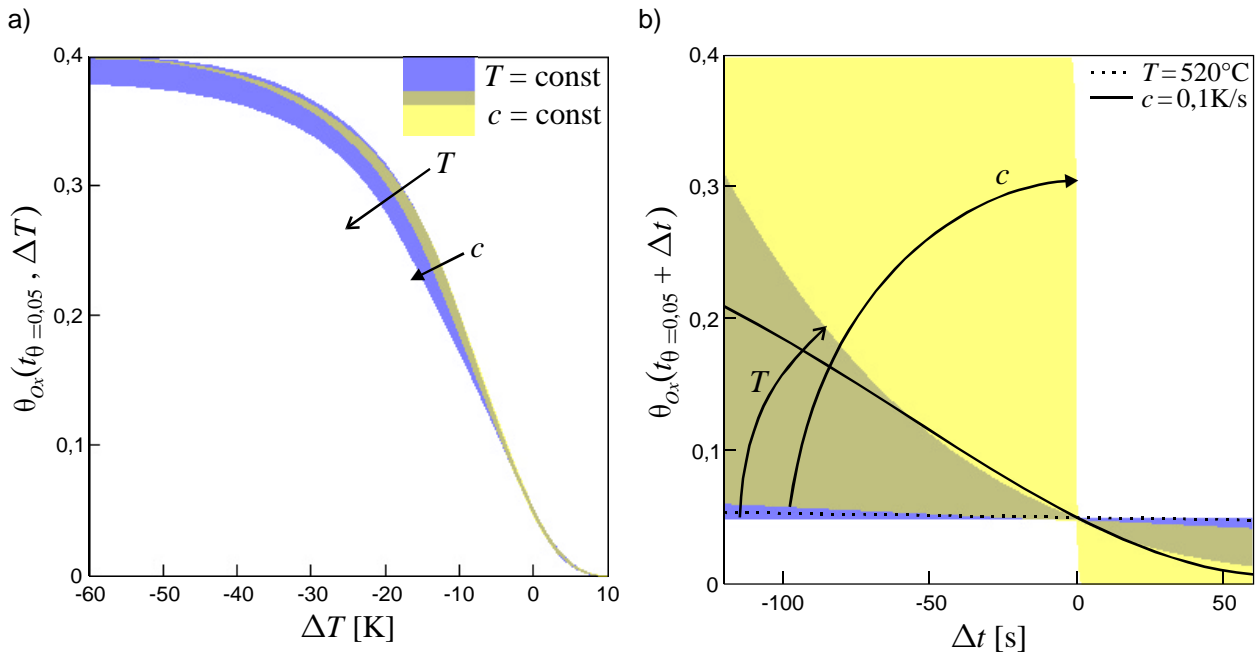 a)
θOx(tθ=0,05, ΔT)
0,4
0,3
0,2
0,1
0
-60 -50 -40 -30 -20 -10 0 10
ΔT [K]
T = const
c = const
T
c
b)
θOx(tθ=0,05 + Δt)
0,4
0,3
0,2
0,1
0
-100 -50 0 50
Δt [s]
T = 520°C
c = 0,1K/s
c
T